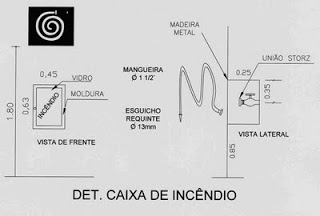 MADEIRA
METAL
0,45
VIDRO
MOLDURA
MANGUEIRA
Ø 1 1/2'
UNIÃO STORZ
0.25
0.35
1.80
0,63
INCÊNDIO
ESGUICHO
REQUINTE
Ø 13mm
VISTA DE FRENTE
VISTA LATERAL
0.85
DET. CAIXA DE INCÊNDIO